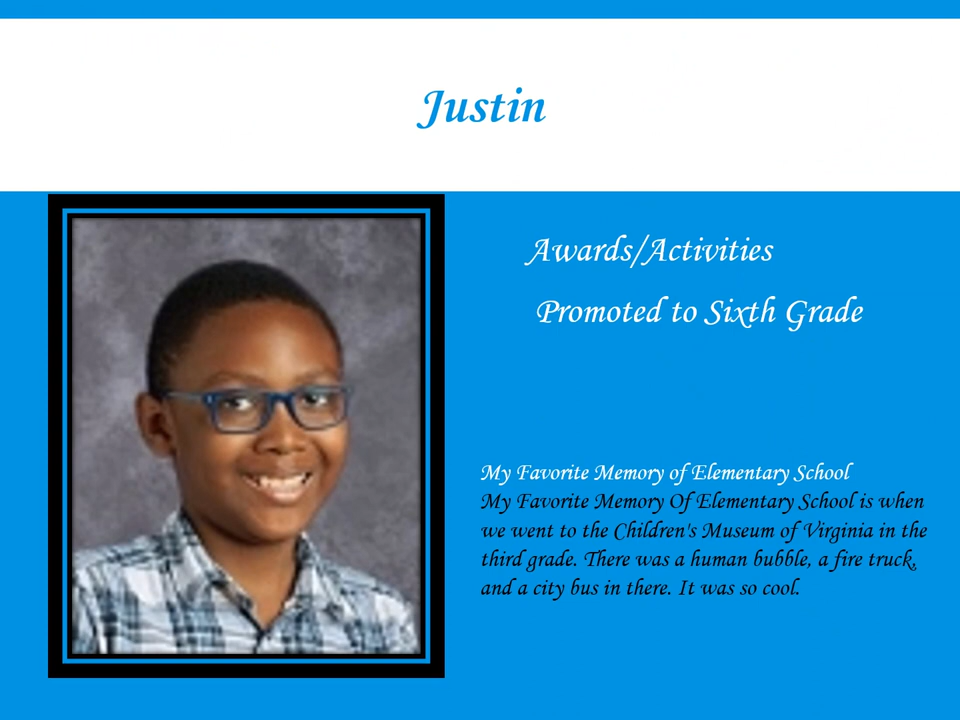 Justin
Awards/Activities
Promoted to Sixth Grade
My Favorite Memory of Elementary School
My Favorite Memory Of Elementary School is when
we went to the Children's Museum of Virginia in the
third grade. There was a human bubble, a fire truck,
and a city bus in there. It was so cool.